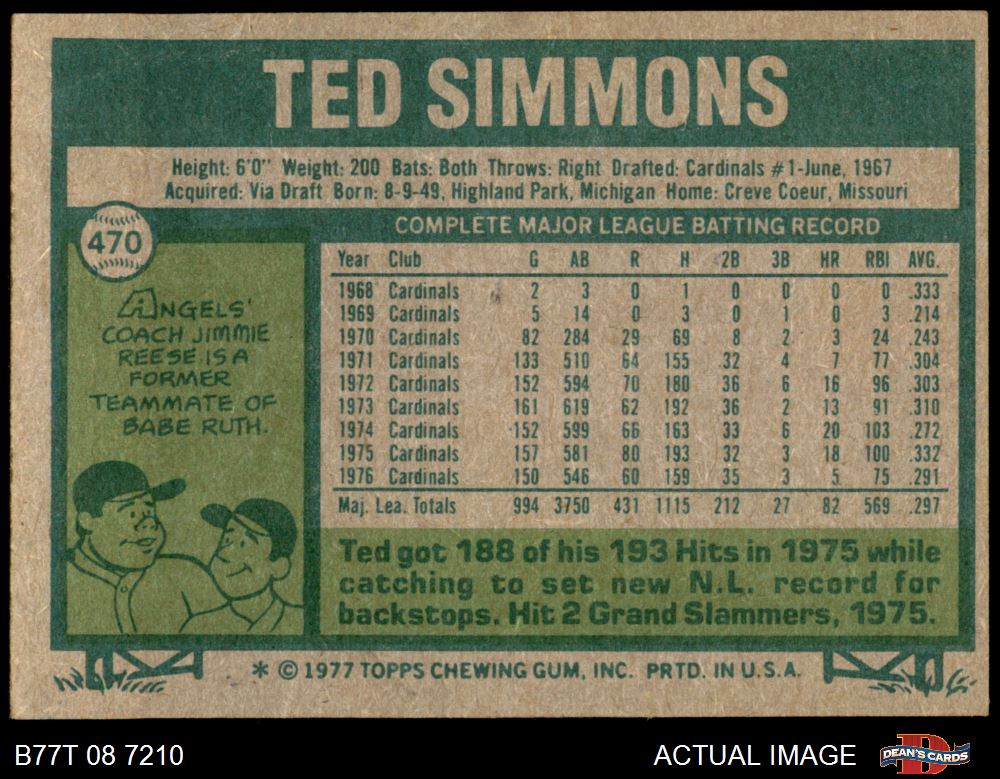 TED SIMMONS
Height: 6'0" Weight: 200 Bats: Both Throws: Right Drafted: Cardinals #1-June, 1967
Acquired: Via Draft Born: 8-9-49, Highland Park, Michigan Home: Creve Coeur, Missouri
470
ANGELS'
COACH JIMMIE
REESE IS A
FORMER
TEAMMATE OF
BABE RUTH.
COMPLETE MAJOR LEAGUE BATTING RECORD
Year Club G AB R H 2B 3B HR RBI AVG.
1968 Cardinals 2 3 0 1 0 0 0 0 .333
1969 Cardinals 5 14 0 3 0 1 0 3 .214
1970 Cardinals 82 284 29 69 8 2 3 24 .243
1971 Cardinals 133 510 64 155 32 4 7 77 .304
1972 Cardinals 152 594 70 180 36 6 16 96 .303
1973 Cardinals 161 619 62 192 36 2 13 91 .310
1974 Cardinals 152 599 66 163 33 6 20 103 .272
1975 Cardinals 157 581 80 193 32 3 18 100 .332
1976 Cardinals 150 546 60 159 35 3 5 75 .291
Maj. Lea. Totals 994 3750 431 1115 212 27 82 569 .297
Ted got 188 of his 193 Hits in 1975 while
catching to set new N.L. record for
backstops. Hit 2 Grand Slammers, 1975.
* © 1977 TOPPS CHEWING GUM, INC. PRTD. IN U.S.A.
B77T 08 7210
ACTUAL IMAGE
DEAN'S CARDS